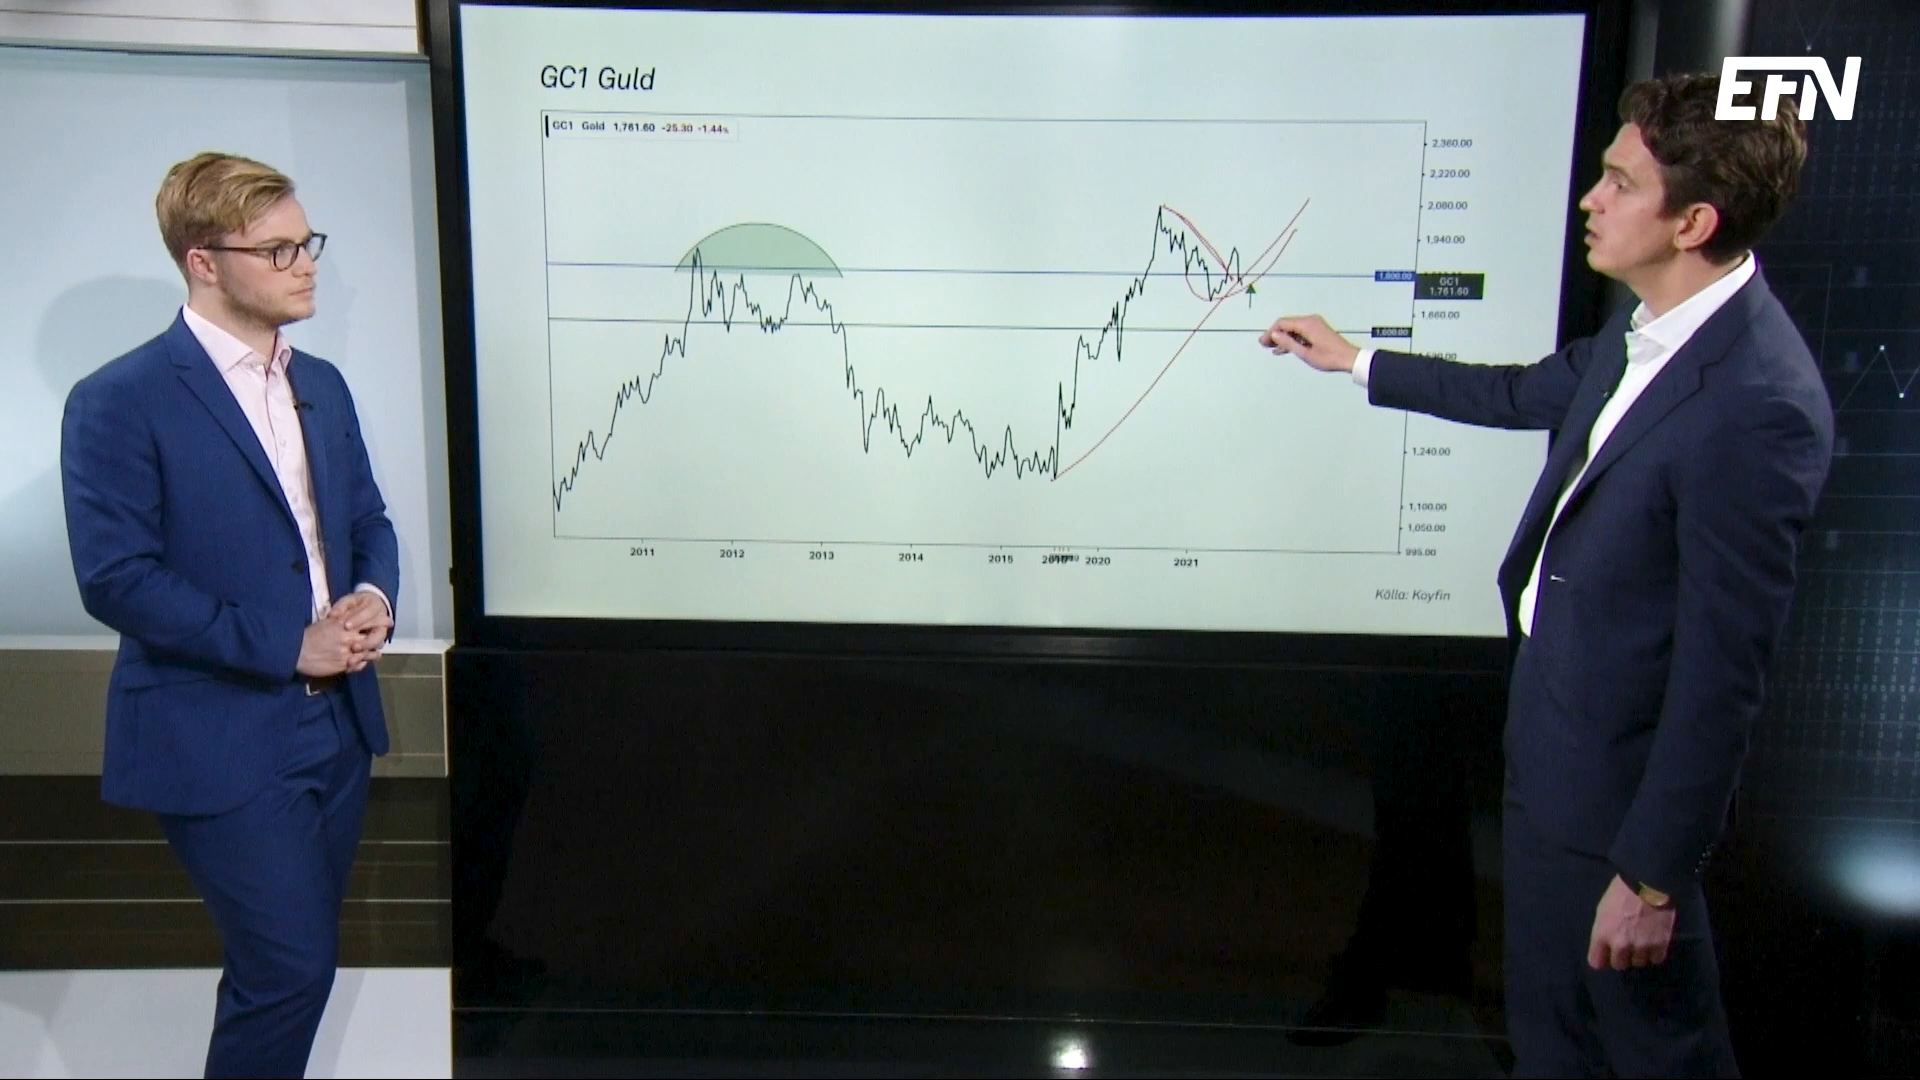 EFN
GC1 Guld
GC1 Gold 1,761.60 -25.30 -1.44%
2,360.00
2,220.00
2,080.00
1,940.00
1,800.00
GC1
1,761.60
1,660.00
1,600.00
1,240.00
1,100.00
1,050.00
995.00
2011 2012 2013 2014 2015 2020 2021
Källa: Koyfin